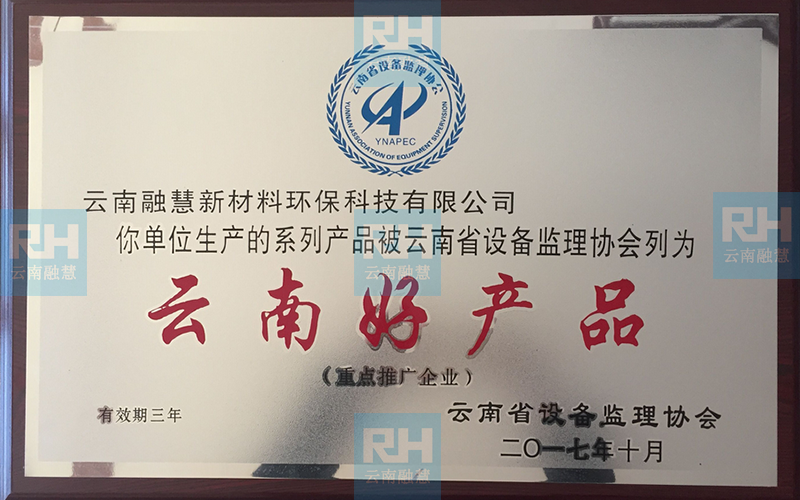 RH
云南省设备监理协会
YNAPEC
YUNNAN ASSOCIATION OF EQUIPMENT SUPERVISION
云南融慧新材料环保科技有限公司
你单位生产的系列产品被云南省设备监理协会列为
RH
云南融慧
RH
云南融慧
云南好产品
（重点推广企业）
有效期三年
云南省设备监理协会
二〇一七年十月
RH
云南融慧